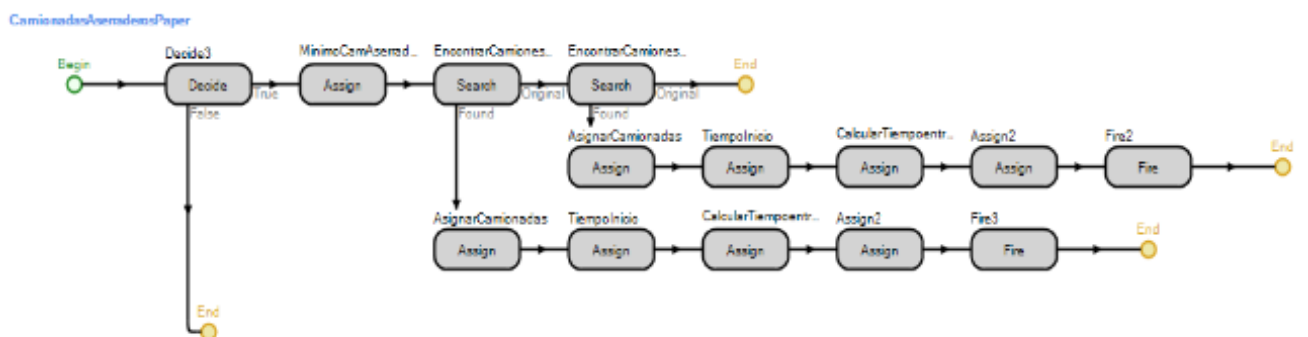 CamionadasAserraderosPaper
Begin
Decide3
Decide
True
False
MinimoCamAserrad...
Assign
EncontrarCamiones...
Search
Original
Found
EncontrarCamiones...
Search
Original
Found
End
AsignarCamionadas
Assign
TiempoInicio
Assign
CalcularTiempoentr...
Assign
Assign2
Assign
Fire2
Fire
End
AsignarCamionadas
Assign
TiempoInicio
Assign
CalcularTiempoentr...
Assign
Assign2
Assign
Fire3
Fire
End
End